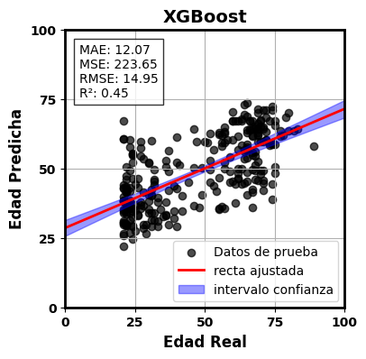 XGBoost
MAE: 12.07
MSE: 223.65
RMSE: 14.95
R²: 0.45
100
75
50
25
0
Edad Predicha
Datos de prueba
recta ajustada
intervalo confianza
0 25 50 75 100
Edad Real